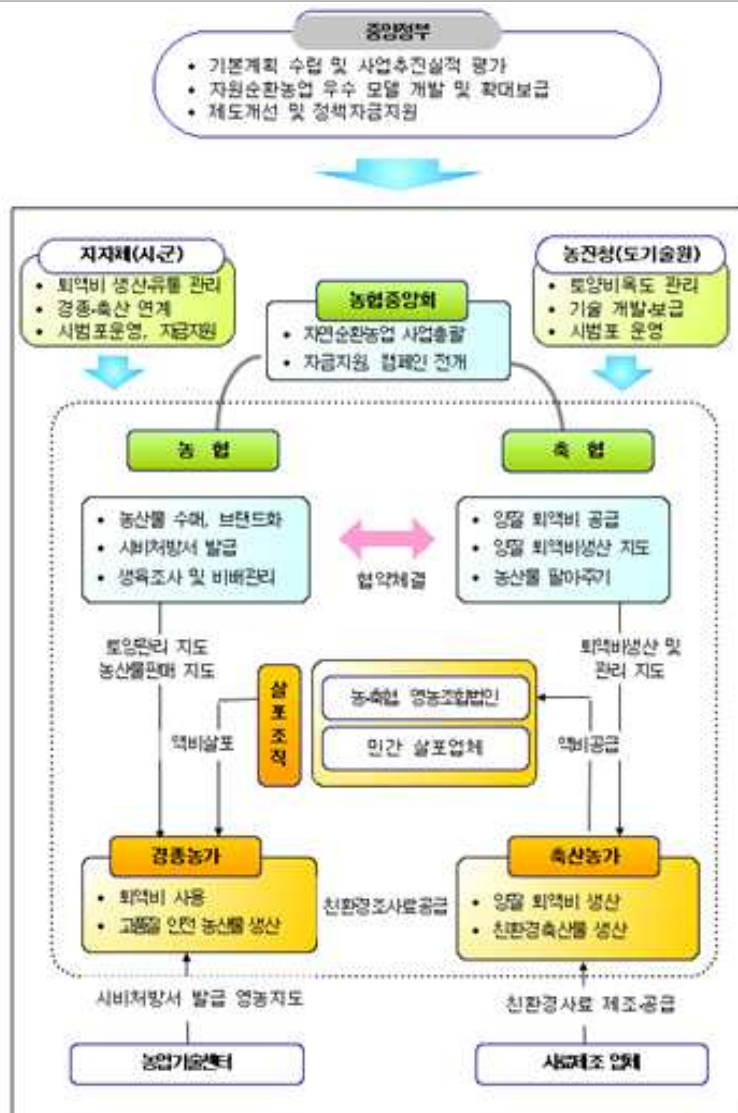 중앙정부
• 기본계획 수립 및 사업추진실적 평가
• 자원순환농업 우수 모델 개발 및 확대보급
• 제도개선 및 정책자금지원
지자체(시·군)
• 퇴액비 생산·유통 관리
• 경종·축산 연계
• 시범포운영, 자금지원
농진청(도기술원)
• 토양비옥도 관리
• 기술 개발·보급
• 시범포 운영
농협중앙회
• 자연순환농업 사업총괄
• 자금지원, 캠페인 전개
농 협
축 협
• 농산물 수매, 브랜드화
• 시비처방서 발급
• 생육조사 및 비배관리
협약체결
• 양질 퇴액비 공급
• 양질 퇴액비생산 지도
• 농산물 팔아주기
토양관리 지도
농산물판매 지도
퇴액비생산 및
관리 지도
살포조직
농·축협 영농조합법인
민간 살포업체
액비살포
액비공급
경종농가
• 퇴액비 사용
• 고품질 안전 농산물 생산
친환경조사료공급
축산농가
• 양질 퇴액비 생산
• 친환경축산물 생산
시비처방서 발급 영농지도
친환경사료 제조·공급
농업기술센터
사료제조 업체